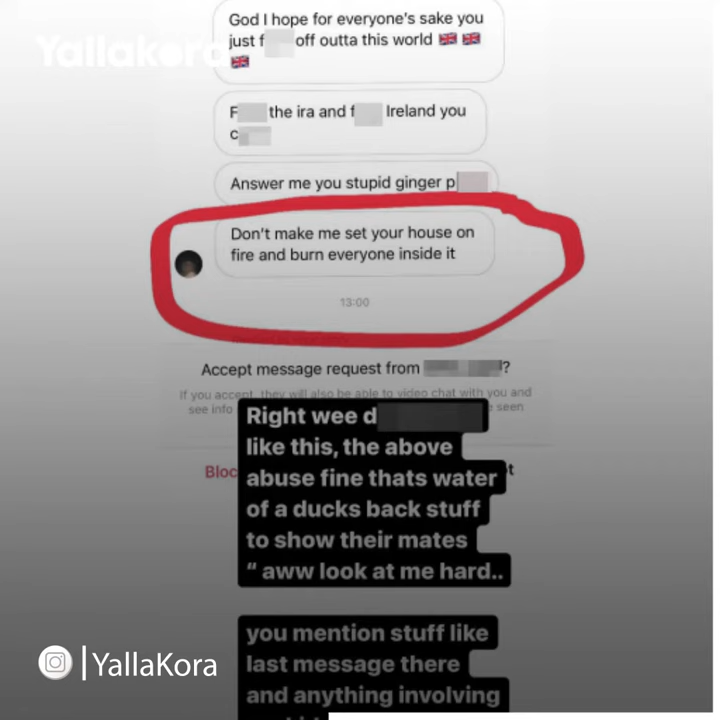 God I hope for everyone's sake you
just f off outta this world 🇬🇧 🇬🇧
🇬🇧
Yallakora
F the ira and f Ireland you
c
Answer me you stupid ginger p
Don't make me set your house on
fire and burn everyone inside it
13:00
Accept message request from ?
If you accept, they will also be able to video chat with you and
see info seen
Bloc t
Right wee d
like this, the above
abuse fine thats water
of a ducks back stuff
to show their mates
“ aww look at me hard..
you mention stuff like
last message there
and anything involving
YallaKora